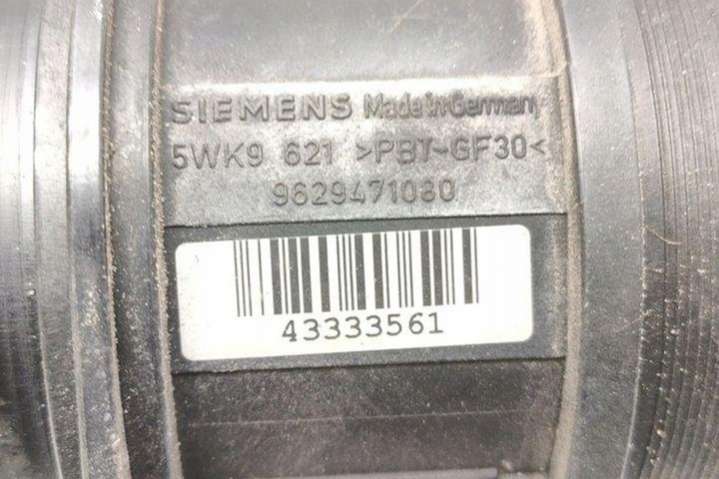 SIEMENS Made in Germany
5WK9 621 >PBT-GF30<
9629471080
43333561